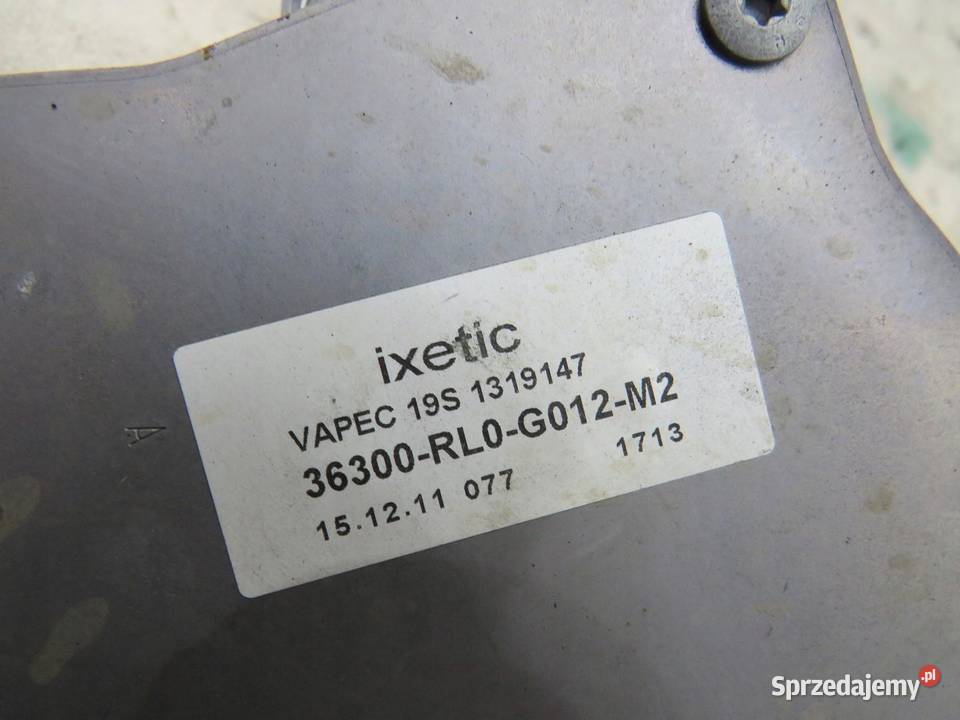 ixetic
VAPEC 19S 1319147
36300-RL0-G012-M2
15.12.11 077 1713
A
Sprzedajemy.pl